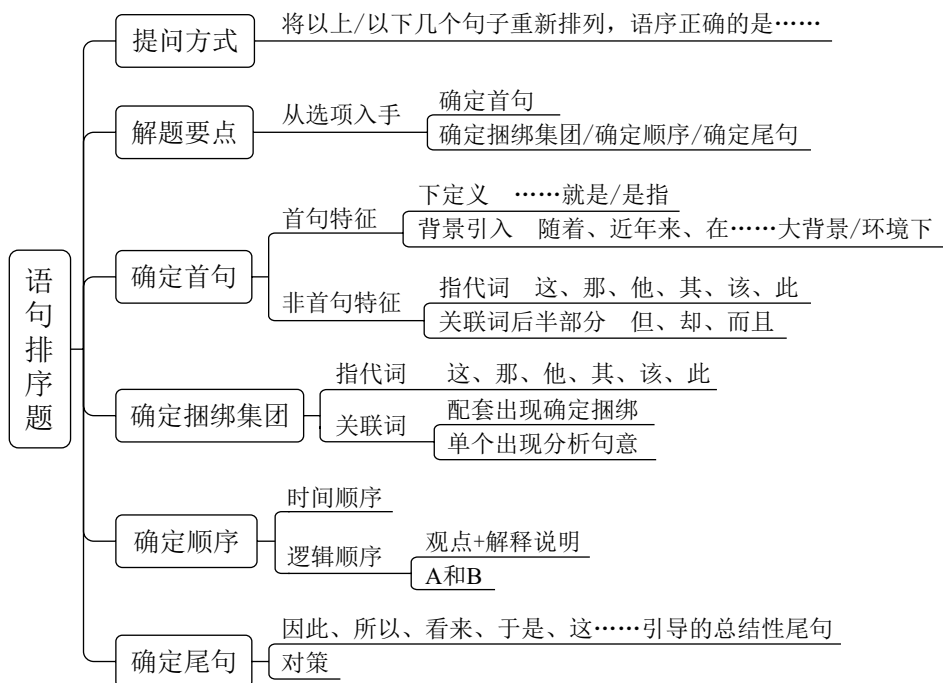 语句排序题
提问方式
将以上/以下几个句子重新排列，语序正确的是……
解题要点
从选项入手
确定首句
确定捆绑集团/确定顺序/确定尾句
确定首句
首句特征
下定义 ……就是/是指
背景引入 随着、近年来、在……大背景/环境下
非首句特征
指代词 这、那、他、其、该、此
关联词后半部分 但、却、而且
确定捆绑集团
指代词 这、那、他、其、该、此
关联词
配套出现确定捆绑
单个出现分析句意
确定顺序
时间顺序
逻辑顺序
观点+解释说明
A和B
确定尾句
因此、所以、看来、于是、这……引导的总结性尾句
对策